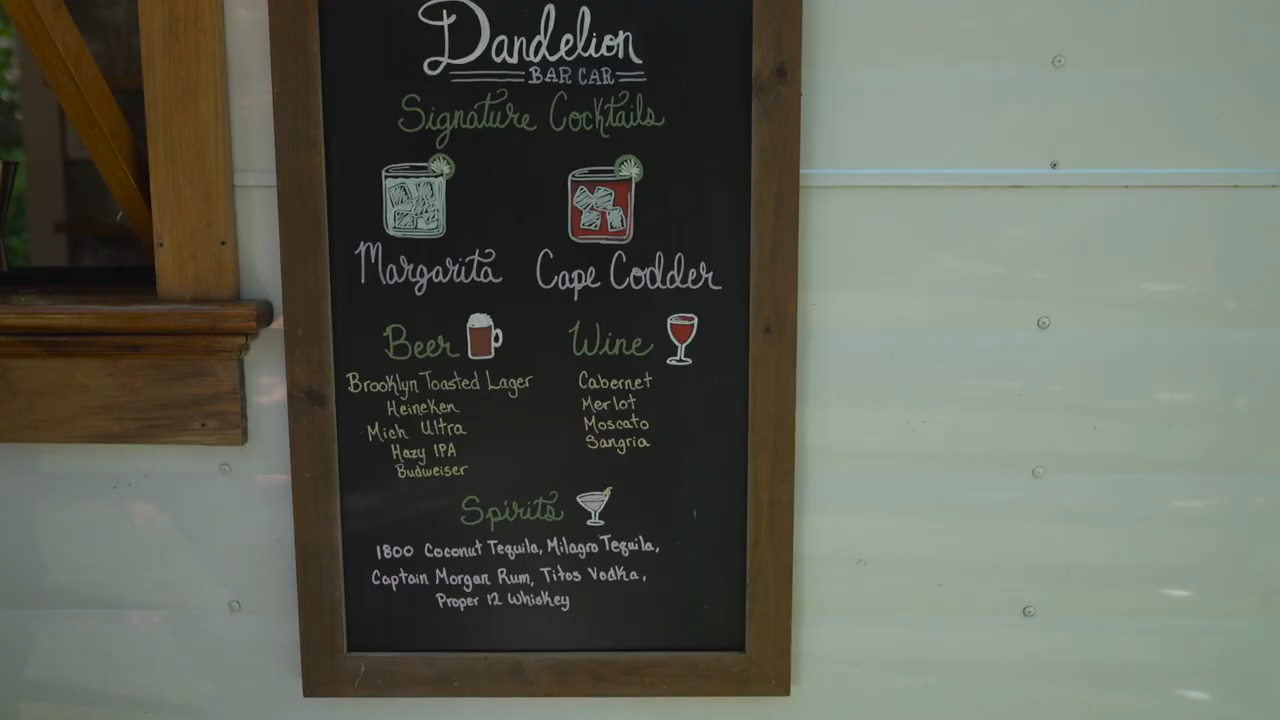 Dandelion
BAR CAR
Signature Cocktails
Margarita
Cape Codder
Beer
Brooklyn Toasted Lager
Heineken
Mich Ultra
Hazy IPA
Budweiser
Wine
Cabernet
Merlot
Moscato
Sangria
Spirits
1800 Coconut Tequila, Milagro Tequila,
Captain Morgan Rum, Titos Vodka,
Proper 12 Whiskey